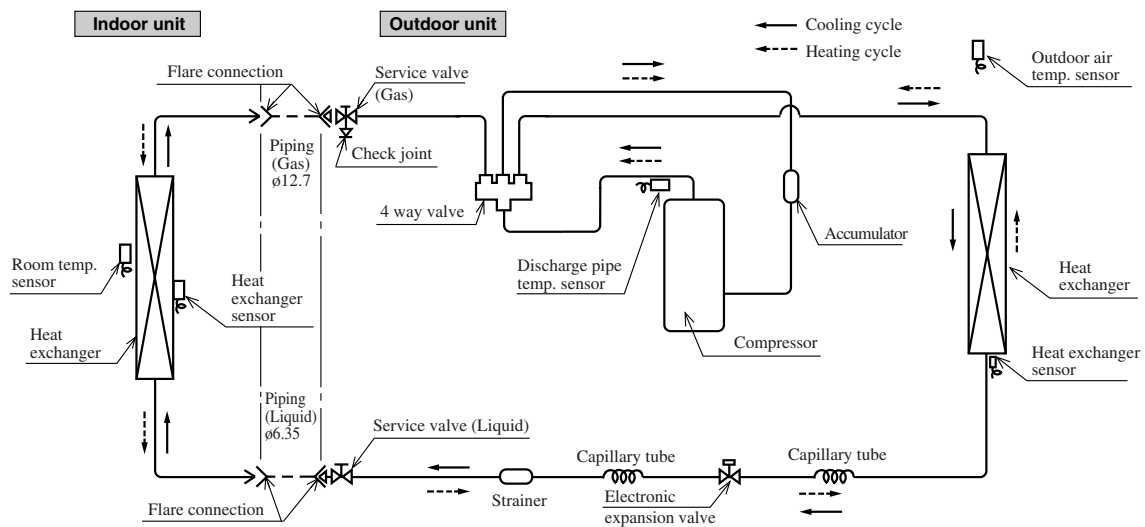 Indoor unit
Outdoor unit
Cooling cycle
Heating cycle
Outdoor air
temp. sensor
Flare connection
Service valve
(Gas)
Piping
(Gas)
ø12.7
Check joint
4 way valve
Accumulator
Discharge pipe
temp. sensor
Compressor
Room temp.
sensor
Heat
exchanger
sensor
Heat
exchanger
Heat
exchanger
Heat exchanger
sensor
Piping
(Liquid)
ø6.35
Service valve (Liquid)
Flare connection
Strainer
Capillary tube
Electronic
expansion valve
Capillary tube